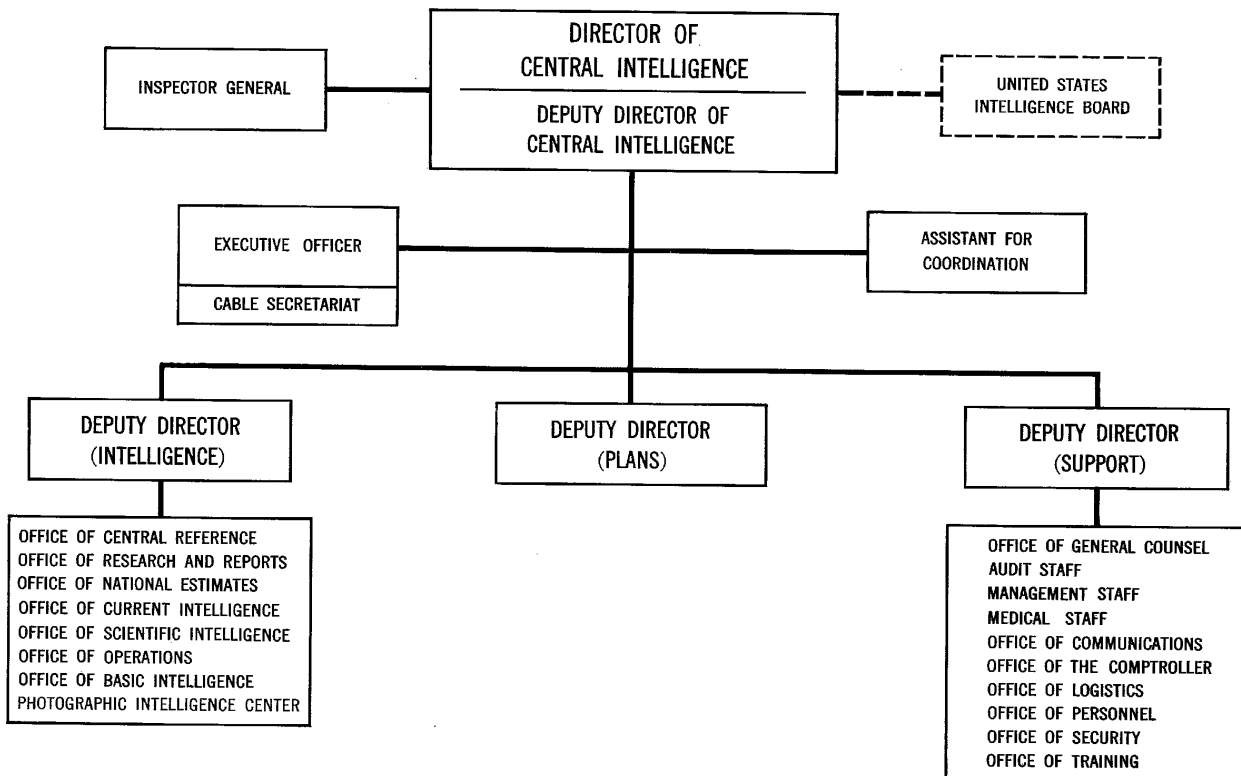 DIRECTOR OF
CENTRAL INTELLIGENCE
DEPUTY DIRECTOR OF
CENTRAL INTELLIGENCE
INSPECTOR GENERAL
UNITED STATES
INTELLIGENCE BOARD
EXECUTIVE OFFICER
CABLE SECRETARIAT
ASSISTANT FOR
COORDINATION
DEPUTY DIRECTOR
(INTELLIGENCE)
OFFICE OF CENTRAL REFERENCE
OFFICE OF RESEARCH AND REPORTS
OFFICE OF NATIONAL ESTIMATES
OFFICE OF CURRENT INTELLIGENCE
OFFICE OF SCIENTIFIC INTELLIGENCE
OFFICE OF OPERATIONS
OFFICE OF BASIC INTELLIGENCE
PHOTOGRAPHIC INTELLIGENCE CENTER
DEPUTY DIRECTOR
(PLANS)
DEPUTY DIRECTOR
(SUPPORT)
OFFICE OF GENERAL COUNSEL
AUDIT STAFF
MANAGEMENT STAFF
MEDICAL STAFF
OFFICE OF COMMUNICATIONS
OFFICE OF THE COMPTROLLER
OFFICE OF LOGISTICS
OFFICE OF PERSONNEL
OFFICE OF SECURITY
OFFICE OF TRAINING